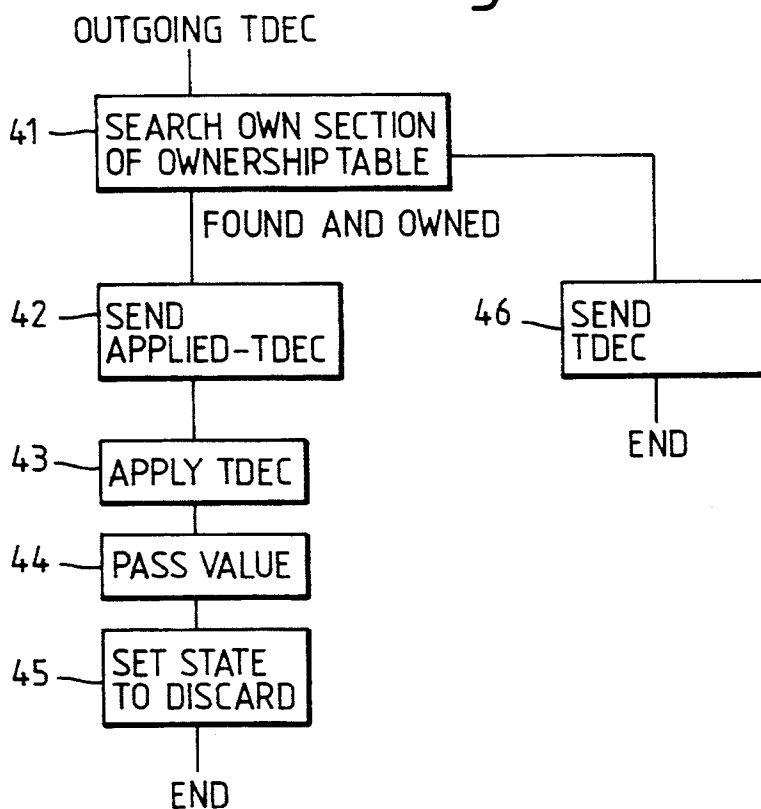 OUTGOING TDEC
41
SEARCH OWN SECTION
OF OWNERSHIP TABLE
FOUND AND OWNED
42
SEND
APPLIED-TDEC
46
SEND
TDEC
END
43
APPLY TDEC
44
PASS VALUE
45
SET STATE
TO DISCARD
END